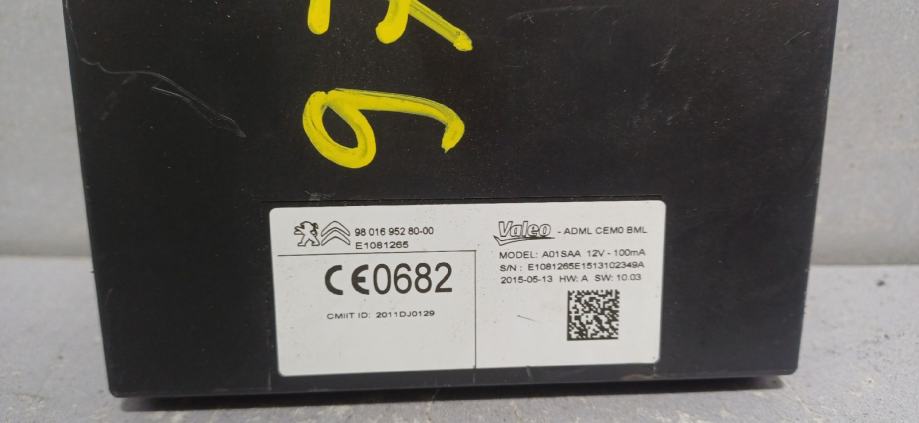 98 016 952 80-00
E1081265
CE0682
CMIIT ID: 2011DJ0129
Valeo - ADML CEM0 BML
MODEL: A01SAA 12V - 100mA
S/N : E1081265E1513102349A
2015-05-13 HW: A SW: 10.03